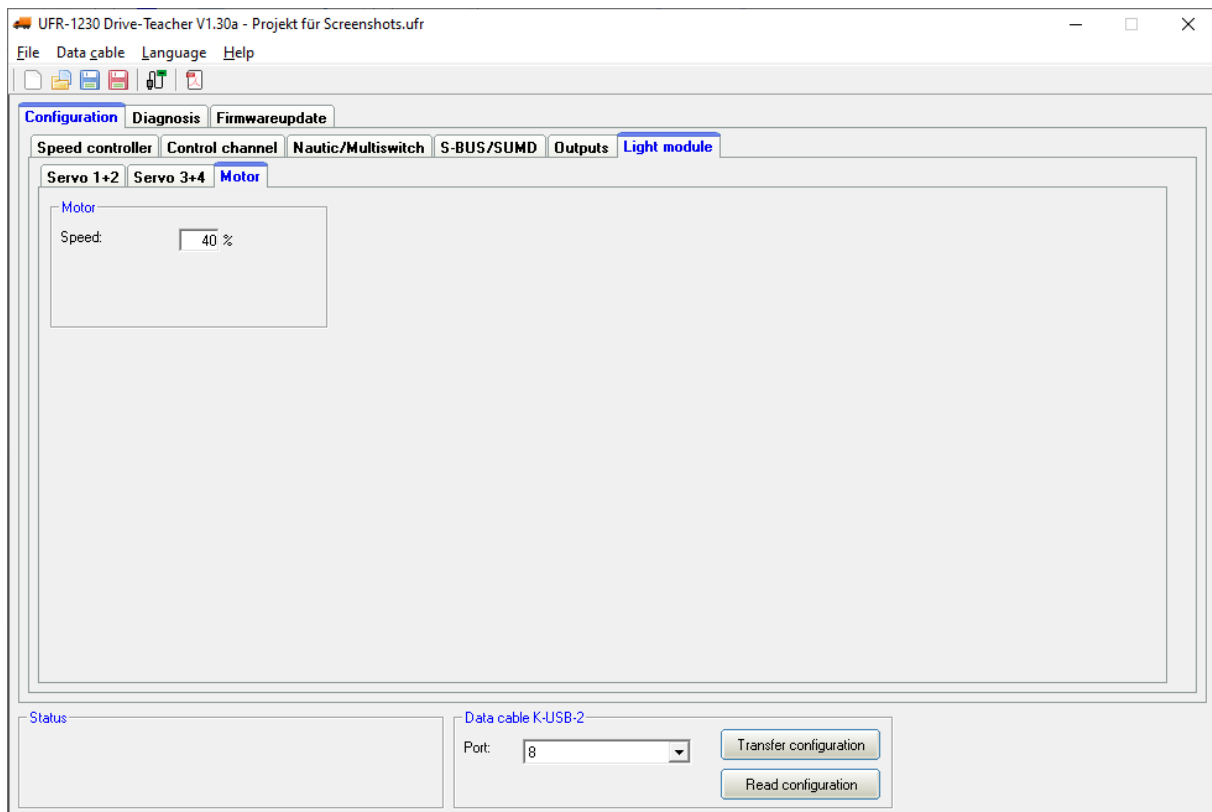 UFR-1230 Drive-Teacher V1.30a - Projekt für Screenshots.ufr
File Data cable Language Help
Configuration Diagnosis Firmwareupdate
Speed controller Control channel Nautic/Multiswitch S-BUS/SUMD Outputs Light module
Servo 1+2 Servo 3+4 Motor
Motor
Speed: 40 %
Status
Data cable K-USB-2
Port: 8
Transfer configuration
Read configuration